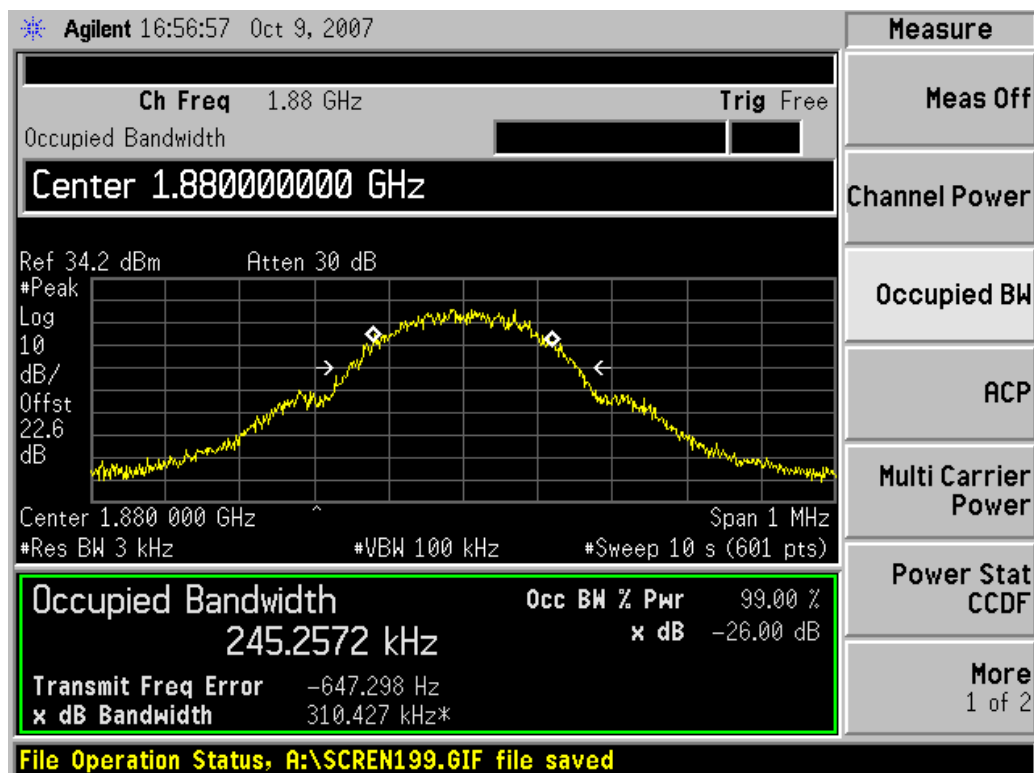 Agilent 16:56:57 Oct 9, 2007
Measure
Ch Freq 1.88 GHz Trig Free
Occupied Bandwidth
Center 1.880000000 GHz
Ref 34.2 dBm Atten 30 dB
#Peak
Log
10
dB/
Offst
22.6
dB
Center 1.880 000 GHz ^ Span 1 MHz
#Res BW 3 kHz #VBW 100 kHz #Sweep 10 s (601 pts)
Occupied Bandwidth Occ BW % Pwr 99.00 %
245.2572 kHz x dB -26.00 dB
Transmit Freq Error -647.298 Hz
x dB Bandwidth 310.427 kHz*
File Operation Status, A:\SCREN199.GIF file saved
Meas Off
Channel Power
Occupied BW
ACP
Multi Carrier
Power
Power Stat
CCDF
More
1 of 2